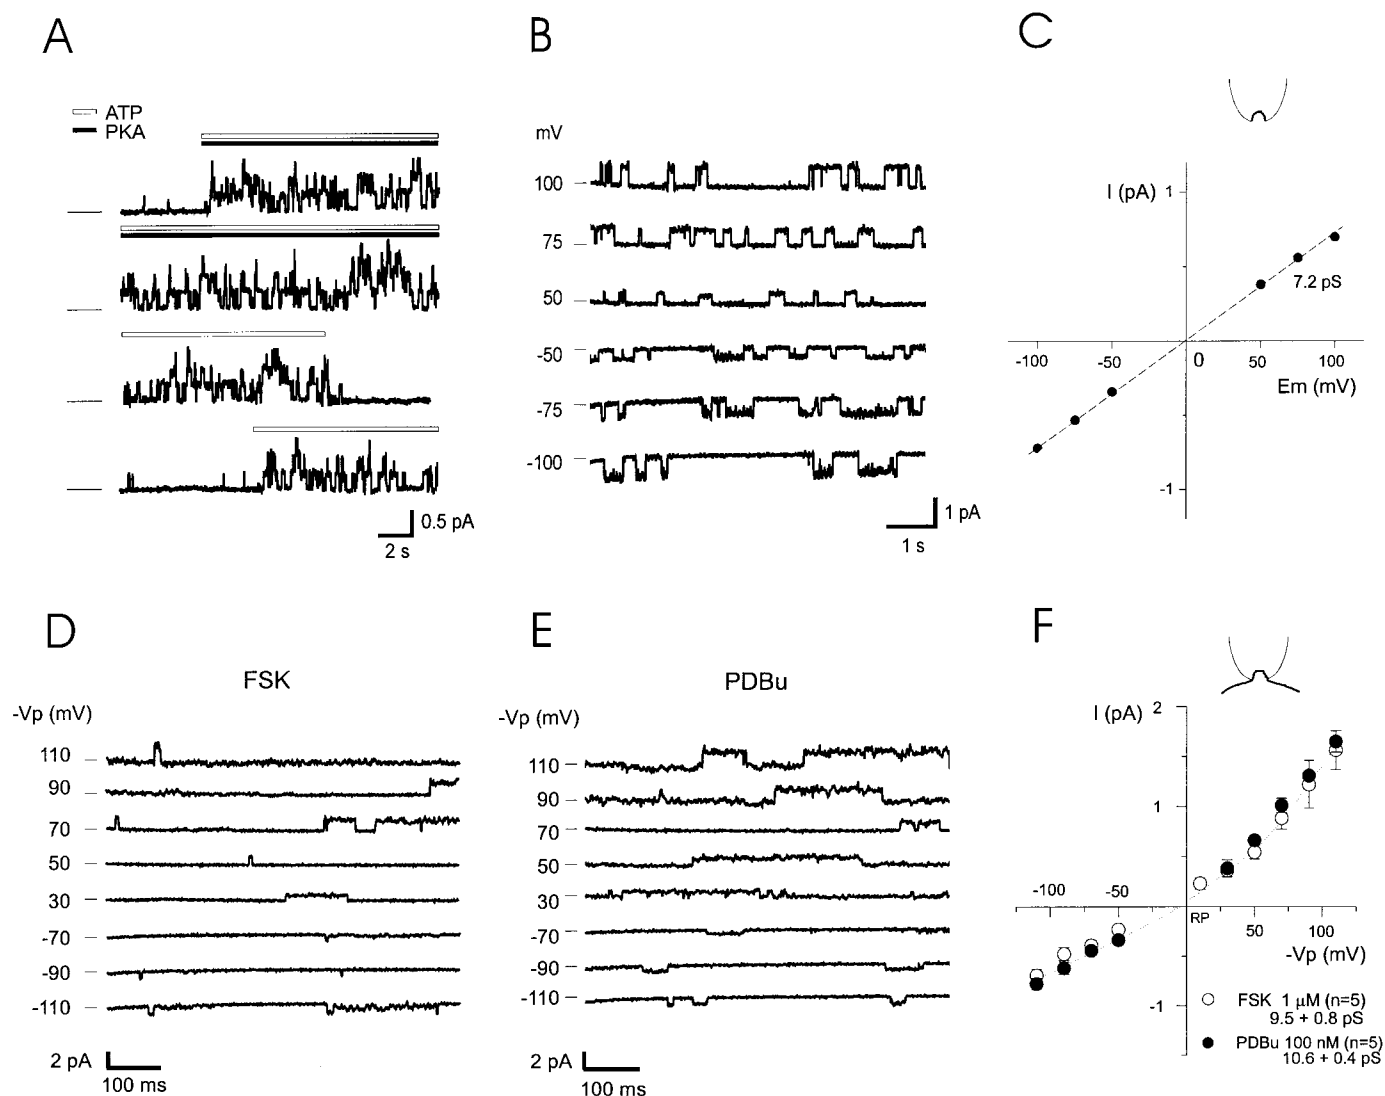 A
ATP
PKA
0.5 pA
2 s
B
mV
100
75
50
-50
-75
-100
1 pA
1 s
C
I (pA)
1
7.2 pS
-100
-50
0
50
100
Em (mV)
-1
D
FSK
-Vp (mV)
110
90
70
50
30
-70
-90
-110
2 pA
100 ms
E
PDBu
-Vp (mV)
110
90
70
50
30
-70
-90
-110
2 pA
100 ms
F
I (pA)
2
1
-100
-50
RP
50
100
-Vp (mV)
-1
FSK 1 µM (n=5)
9.5 + 0.8 pS
PDBu 100 nM (n=5)
10.6 + 0.4 pS